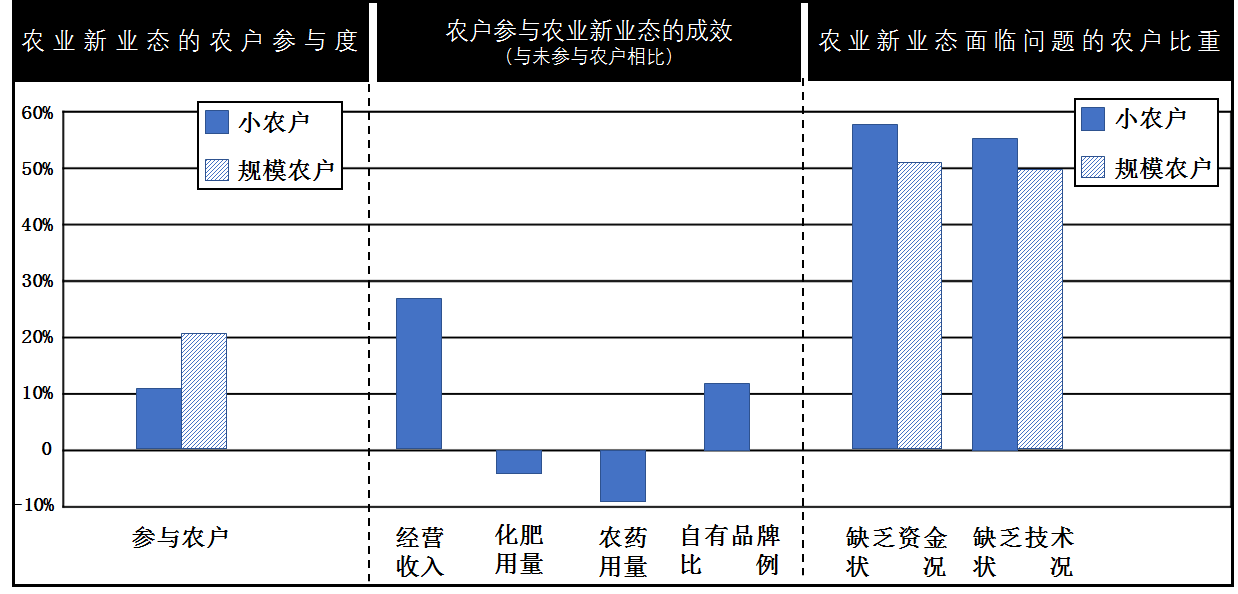 农业新业态的农户参与度
农户参与农业新业态的成效
(与未参与农户相比)
农业新业态面临问题的农户比重
60%
50%
40%
30%
20%
10%
0
-10%
小农户
规模农户
小农户
规模农户
参与农户
经营
收入
化肥
用量
农药
用量
自有品牌
比 例
缺乏资金
状 况
缺乏技术
状 况